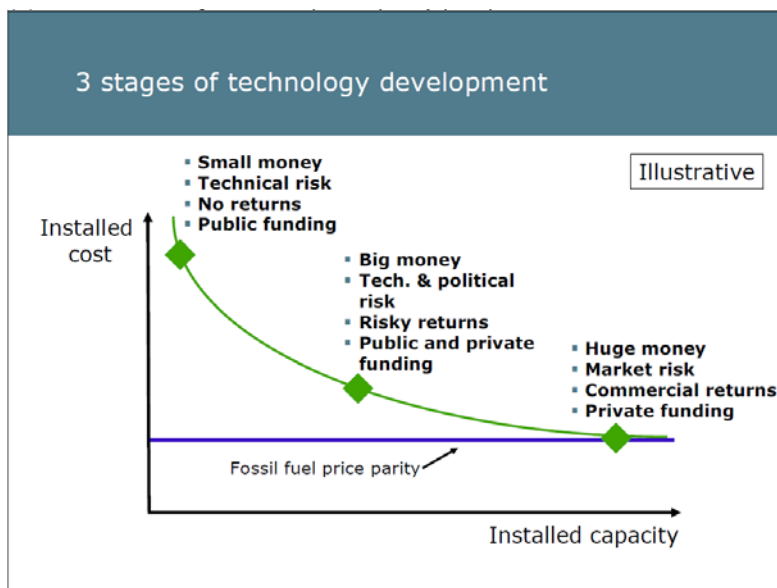 3 stages of technology development
▪ Small money
▪ Technical risk
▪ No returns
▪ Public funding
Illustrative
Installed
cost
▪ Big money
▪ Tech. & political
risk
▪ Risky returns
▪ Public and private
funding
▪ Huge money
▪ Market risk
▪ Commercial returns
▪ Private funding
Fossil fuel price parity
Installed capacity